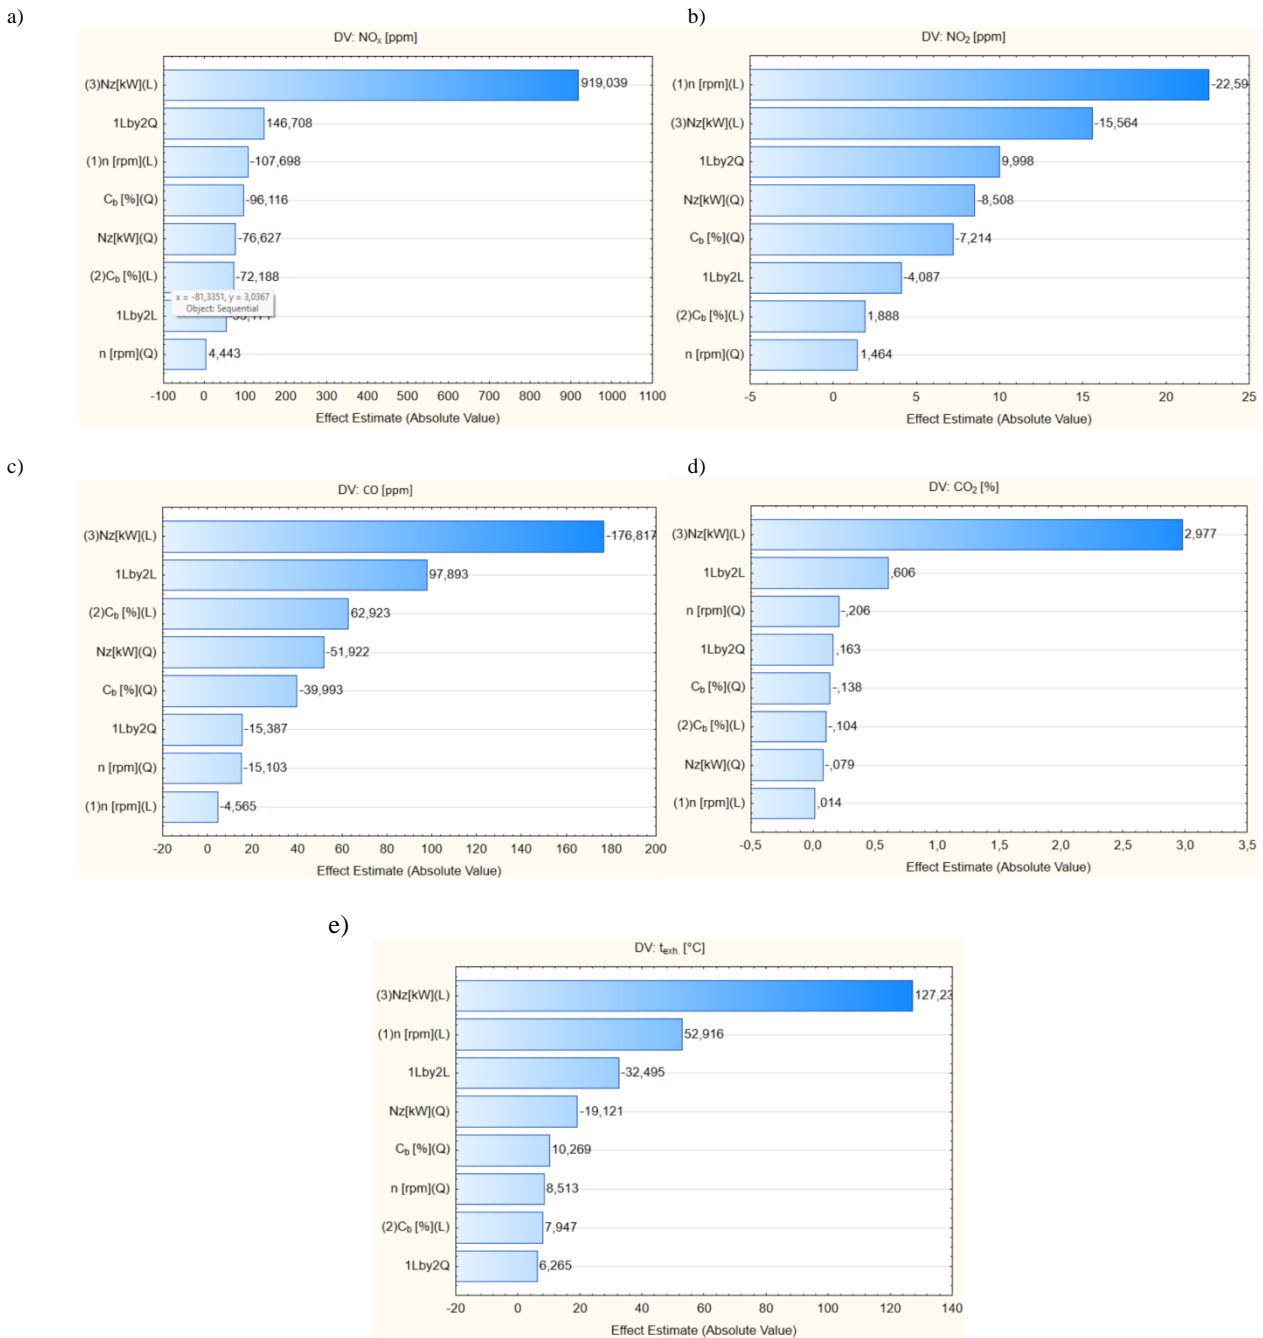 a)
DV: NOx [ppm]
(3)Nz[kW](L)
919,039
1Lby2Q
146,708
(1)n [rpm](L)
-107,698
Cb [%](Q)
-96,116
Nz[kW](Q)
-76,627
(2)Cb [%](L)
-72,188
x = -81,3351, y = 3,0367
Object: Sequential
1Lby2L
n [rpm](Q)
4,443
-100 0 100 200 300 400 500 600 700 800 900 1000 1100
Effect Estimate (Absolute Value)
b)
DV: NO2 [ppm]
(1)n [rpm](L)
-22,59
(3)Nz[kW](L)
-15,564
1Lby2Q
9,998
Nz[kW](Q)
-8,508
Cb [%](Q)
-7,214
1Lby2L
-4,087
(2)Cb [%](L)
1,888
n [rpm](Q)
1,464
-5 0 5 10 15 20 25
Effect Estimate (Absolute Value)
c)
DV: CO [ppm]
(3)Nz[kW](L)
-176,817
1Lby2L
97,893
(2)Cb [%](L)
62,923
Nz[kW](Q)
-51,922
Cb [%](Q)
-39,993
1Lby2Q
-15,387
n [rpm](Q)
-15,103
(1)n [rpm](L)
-4,565
-20 0 20 40 60 80 100 120 140 160 180 200
Effect Estimate (Absolute Value)
d)
DV: CO2 [%]
(3)Nz[kW](L)
2,977
1Lby2L
,606
n [rpm](Q)
-,206
1Lby2Q
,163
Cb [%](Q)
-,138
(2)Cb [%](L)
-,104
Nz[kW](Q)
-,079
(1)n [rpm](L)
,014
-0,5 0,0 0,5 1,0 1,5 2,0 2,5 3,0 3,5
Effect Estimate (Absolute Value)
e)
DV: texh. [°C]
(3)Nz[kW](L)
127,23
(1)n [rpm](L)
52,916
1Lby2L
-32,495
Nz[kW](Q)
-19,121
Cb [%](Q)
10,269
n [rpm](Q)
8,513
(2)Cb [%](L)
7,947
1Lby2Q
6,265
-20 0 20 40 60 80 100 120 140
Effect Estimate (Absolute Value)